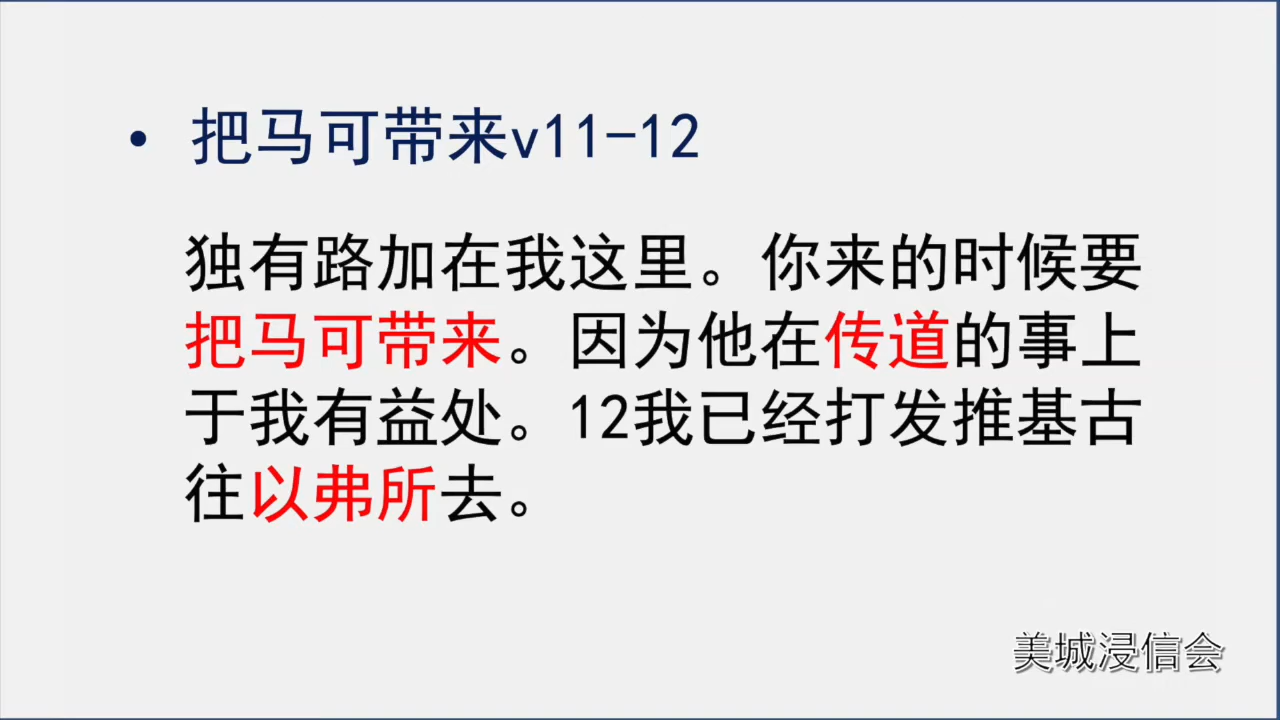 • 把马可带来v11-12
独有路加在我这里。你来的时候要
把马可带来。因为他在传道的事上
于我有益处。12我已经打发推基古
往以弗所去。
美城浸信会